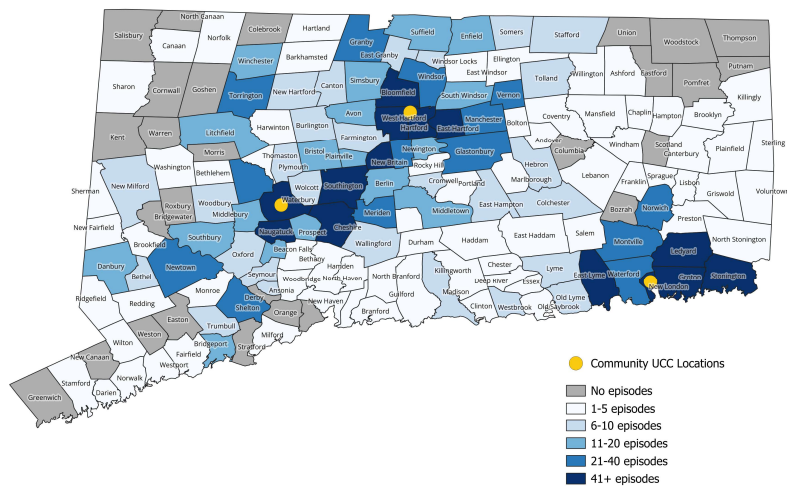 North Canaan
Salisbury
Canaan
Norfolk
Colebrook
Hartland
Granby
East Granby
Suffield
Enfield
Somers
Stafford
Union
Woodstock
Thompson
Winchester
Barkhamsted
Windsor Locks
East Windsor
Ellington
Tolland
Willington
Ashford
Eastford
Pomfret
Putnam
Killingly
Sharon
Cornwall
Goshen
Torrington
New Hartford
Canton
Simsbury
Bloomfield
Windsor
South Windsor
Vernon
Coventry
Mansfield
Chaplin
Hampton
Brooklyn
Kent
Warren
Litchfield
Harwinton
Burlington
Avon
West Hartford
Hartford
East Hartford
Manchester
Bolton
Andover
Columbia
Windham
Scotland
Canterbury
Plainfield
Sterling
Morris
Bethlehem
Washington
Thomaston
Plymouth
Bristol
Plainville
Farmington
New Britain
Newington
Rocky Hill
Glastonbury
Hebron
Marlborough
Lebanon
Franklin
Sprague
Lisbon
Griswold
Voluntown
Sherman
New Milford
Roxbury
Bridgewater
Woodbury
Middlebury
Waterbury
Wolcott
Southington
Berlin
Cromwell
Portland
East Hampton
Colchester
Bozrah
Norwich
Preston
North Stonington
New Fairfield
Brookfield
Southbury
Naugatuck
Prospect
Cheshire
Meriden
Middletown
Danbury
Bethel
Newtown
Oxford
Beacon Falls
Bethany
Wallingford
Durham
Haddam
East Haddam
Salem
Montville
Ledyard
Ridgefield
Redding
Monroe
Seymour
Ansonia
Derby
Shelton
Woodbridge
Hamden
North Haven
North Branford
Guilford
Killingworth
Madison
Chester
Deep River
Essex
Lyme
East Lyme
Waterford
New London
Groton
Stonington
Wilton
Weston
Easton
Trumbull
Orange
New Haven
Branford
Clinton
Westbrook
Old Saybrook
Old Lyme
New Canaan
Fairfield
Bridgeport
Stratford
Milford
Greenwich
Stamford
Darien
Norwalk
Westport
Community UCC Locations
No episodes
1-5 episodes
6-10 episodes
11-20 episodes
21-40 episodes
41+ episodes